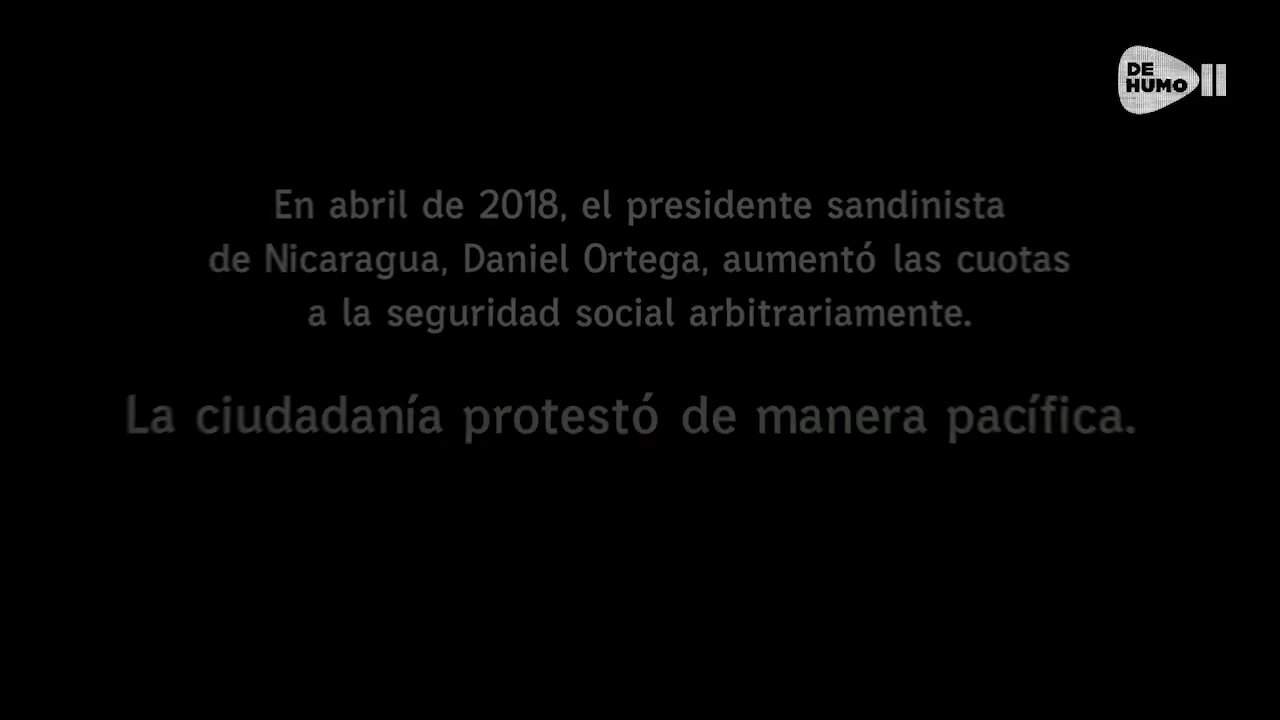 DE
HUMO
En abril de 2018, el presidente sandinista
de Nicaragua, Daniel Ortega, aumentó las cuotas
a la seguridad social arbitrariamente.
La ciudadanía protestó de manera pacífica.